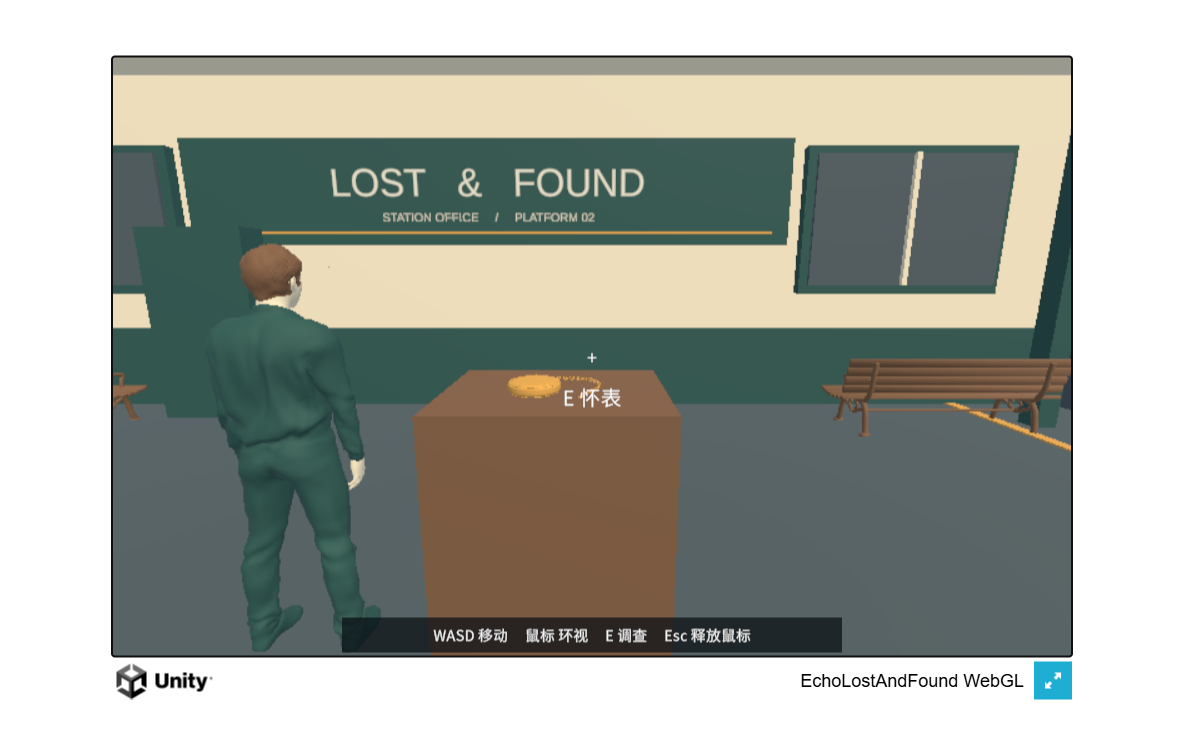 LOST & FOUND
STATION OFFICE / PLATFORM 02
+
E 怀表
WASD 移动 鼠标 环视 E 调查 Esc 释放鼠标
Unity
EchoLostAndFound WebGL